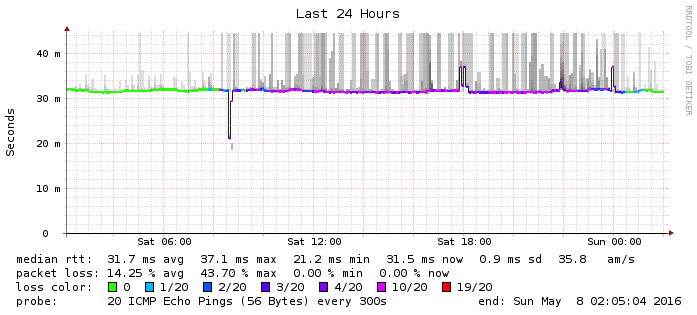 Last 24 Hours
RRDTOOL / TOBI OETIKER
Seconds
40 m
30 m
20 m
10 m
0
Sat 06:00 Sat 12:00 Sat 18:00 Sun 00:00
median rtt: 31.7 ms avg 37.1 ms max 21.2 ms min 31.5 ms now 0.9 ms sd 35.8 am/s
packet loss: 14.25 % avg 43.70 % max 0.00 % min 0.00 % now
loss color: 0 1/20 2/20 3/20 4/20 10/20 19/20
probe: 20 ICMP Echo Pings (56 Bytes) every 300s end: Sun May 8 02:05:04 2016